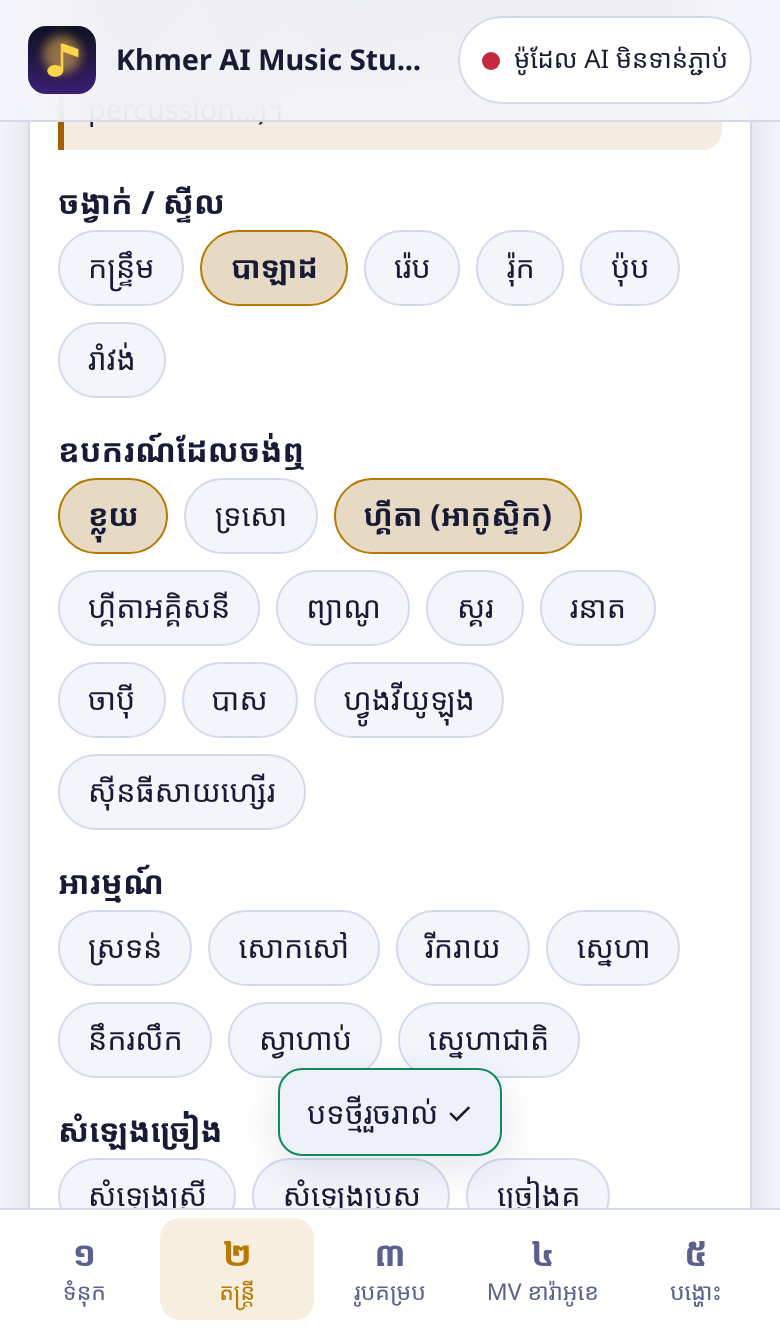 Khmer AI Music Stu... ម៉ូដែល AI មិនទាន់ភ្ជាប់
percussion...)។
ចង្វាក់ / ស្ទីល
កន្ទ្រឹម បាឡាដ រ៉េប រ៉ុក ប៉ុប
រាំវង់
ឧបករណ៍ដែលចង់ឮ
ខ្លុយ ទ្រសោ ហ្គីតា (អាកូស្ទិក)
ហ្គីតាអគ្គិសនី ព្យាណូ ស្គរ រនាត
ចាប៉ី បាស ហ្វូងវីយូឡុង
ស៊ីនធីសាយហ្សើរ
អារម្មណ៍
ស្រទន់ សោកសៅ រីករាយ ស្នេហា
នឹករលឹក ស្វាហាប់ ស្នេហាជាតិ
បទថ្មីរួចរាល់ ✓
សំឡេងច្រៀង
សំឡេងស្រី សំឡេងប្រុស ច្រៀងគូ
១ ២ ៣ ៤ ៥
ទំនុក តន្ត្រី រូបគម្រប MV ខារ៉ាអូខេ បង្ហោះ